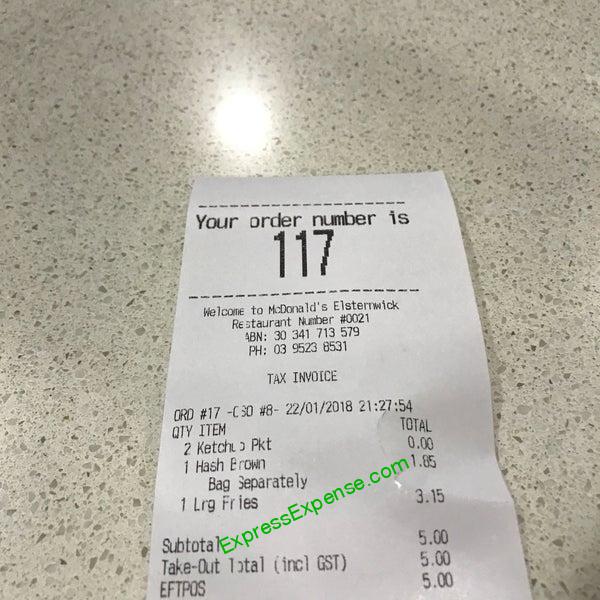 Your order number is
117
Welcome to McDonald's Elsternwick
Restaurant Number #0021
ABN: 30 341 713 579
PH: 03 9523 8531
TAX INVOICE
ORD #17 -CSO #8- 22/01/2018 21:27:54
QTY ITEM TOTAL
2 Ketchup Pkt 0.00
1 Hash Brown 1.85
Bag Separately
1 Lrg Fries 3.15
ExpressExpense.com
Subtotal 5.00
Take-Out Total (incl GST) 5.00
EFTPOS 5.00